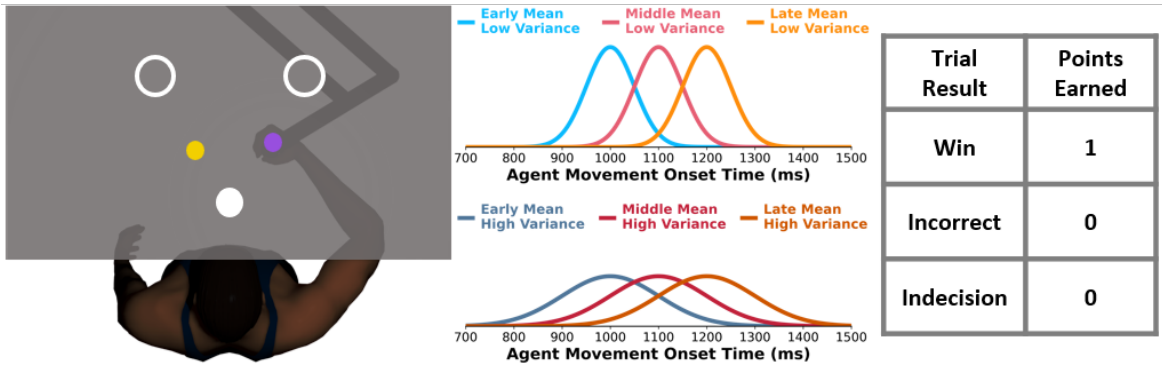 Early Mean
Low Variance
Middle Mean
Low Variance
Late Mean
Low Variance
700 800 900 1000 1100 1200 1300 1400 1500
Agent Movement Onset Time (ms)
Early Mean
High Variance
Middle Mean
High Variance
Late Mean
High Variance
700 800 900 1000 1100 1200 1300 1400 1500
Agent Movement Onset Time (ms)
Trial
Result
Points
Earned
Win 1
Incorrect 0
Indecision 0